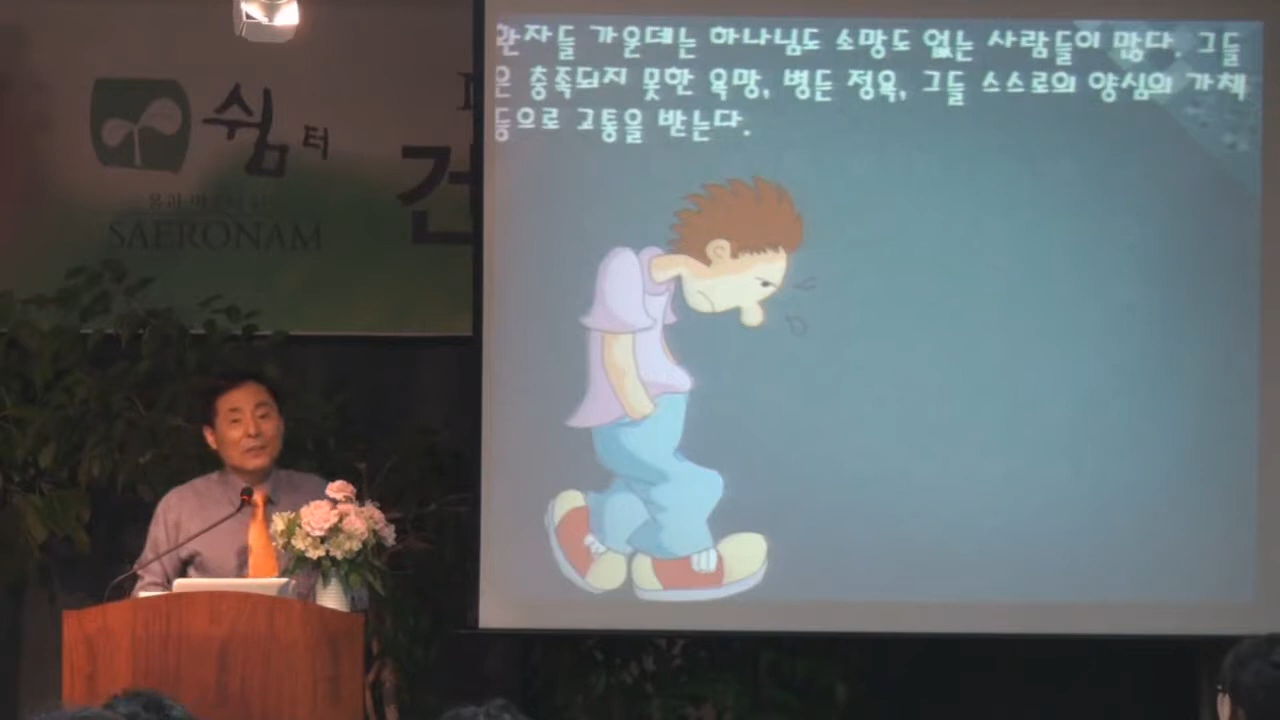 환자들 가운데는 하나님도 소망도 없는 사람들이 많다. 그들
은 충족되지 못한 욕망, 병든 정욕, 그들 스스로의 양심의 가책
등으로 고통을 받는다.
쉼터
SAERONAM
건